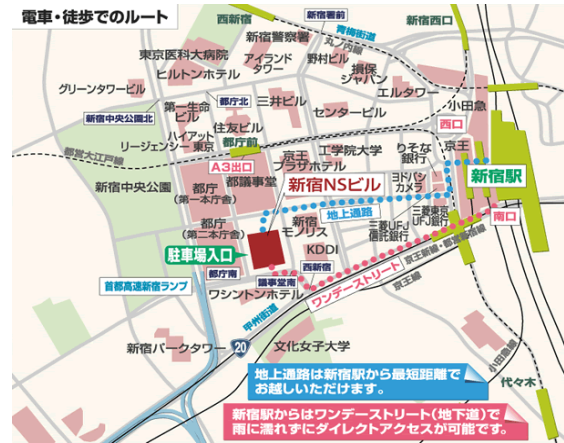 電車・徒歩でのルート
西新宿
新宿署前
青梅街道
新宿西口
新宿警察署
丸ノ内線
東京医科大病院
ヒルトンホテル
アイランド
タワー
野村ビル
損保
ジャパン
グリーンタワービル
エルタワー
小田急
都庁北
三井ビル
センタービル
新宿中央公園北
第一生命
ビル
住友ビル
西口
ハイアット
リージェンシー 東京
都庁前
京王
都営大江戸線
A3出口
京王
プラザホテル
工学院大学
りそな
銀行
新宿駅
新宿中央公園
都庁
(第一本庁舎)
都議事堂
ヨドバシ
カメラ
新宿NSビル
地上通路
三菱東京
UFJ銀行
南口
都庁
(第二本庁舎)
新宿
モノリス
三菱UFJ
信託銀行
KDDI
駐車場入口
西新宿
京王新線・都営新宿線
都庁南
議事堂南
京王線
首都高速新宿ランプ
ワシントンホテル
ワンデーストリート
甲州街道
20
新宿パークタワー
文化女子大学
小田急線
代々木
地上通路は新宿駅から最短距離で
お越しいただけます。
新宿駅からはワンデーストリート(地下道)で
雨に濡れずにダイレクトアクセスが可能です。